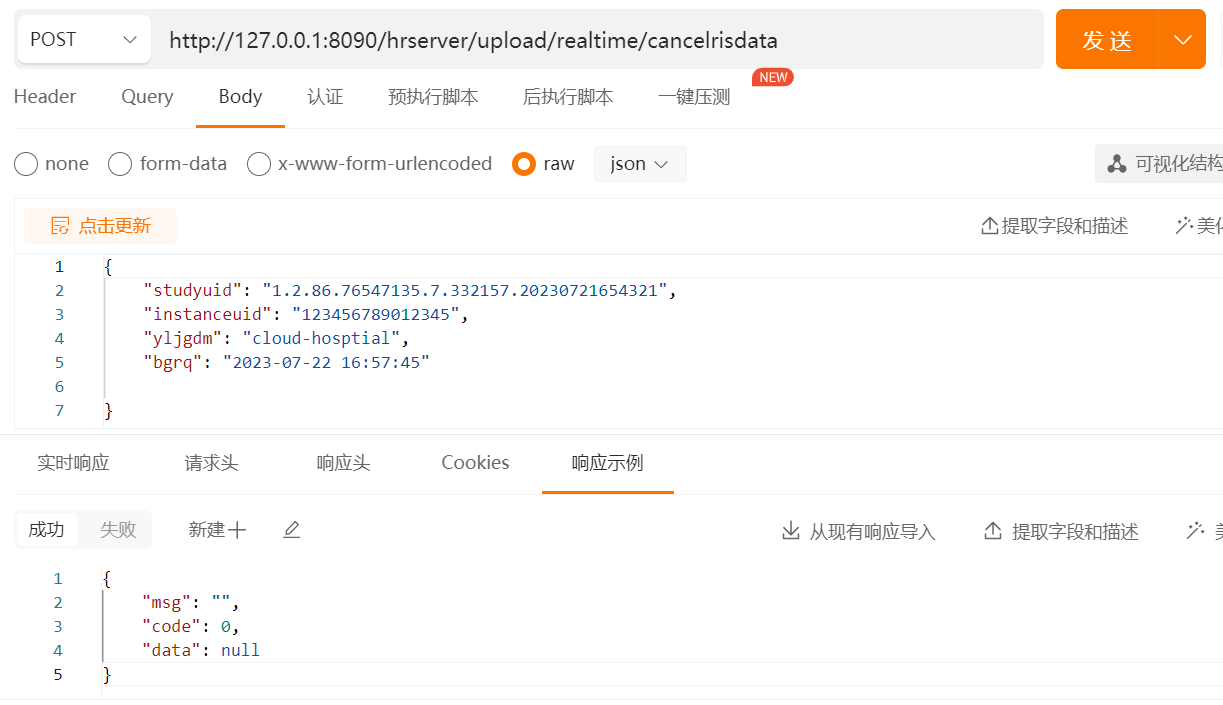 POST http://127.0.0.1:8090/hrserver/upload/realtime/cancelrisdata 发 送
NEW
Header Query Body 认证 预执行脚本 后执行脚本 一键压测
none form-data x-www-form-urlencoded raw json 可视化结构
点击更新 提取字段和描述 美化
1 {
2 "studyuid": "1.2.86.76547135.7.332157.20230721654321",
3 "instanceuid": "123456789012345",
4 "yljgdm": "cloud-hosptial",
5 "bgrq": "2023-07-22 16:57:45"
6
7 }
实时响应 请求头 响应头 Cookies 响应示例
成功 失败 新建 从现有响应导入 提取字段和描述 美
1 {
2 "msg": "",
3 "code": 0,
4 "data": null
5 }